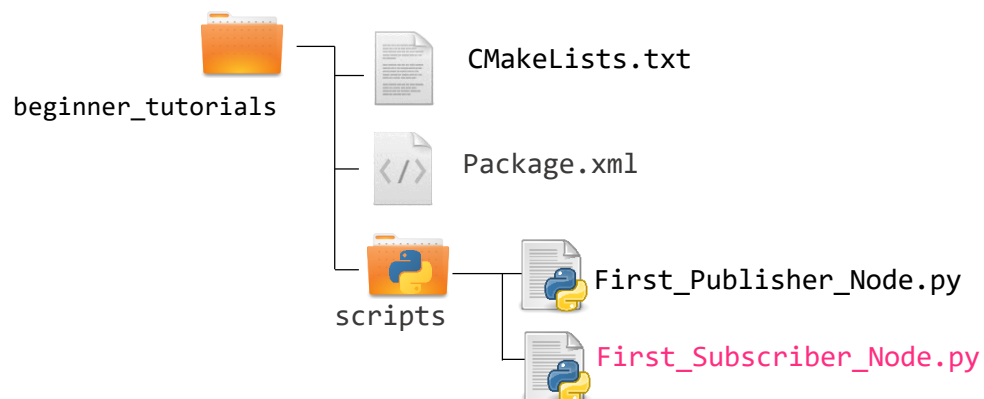 CMakeLists.txt
beginner_tutorials
</>
Package.xml
First_Publisher_Node.py
scripts
First_Subscriber_Node.py